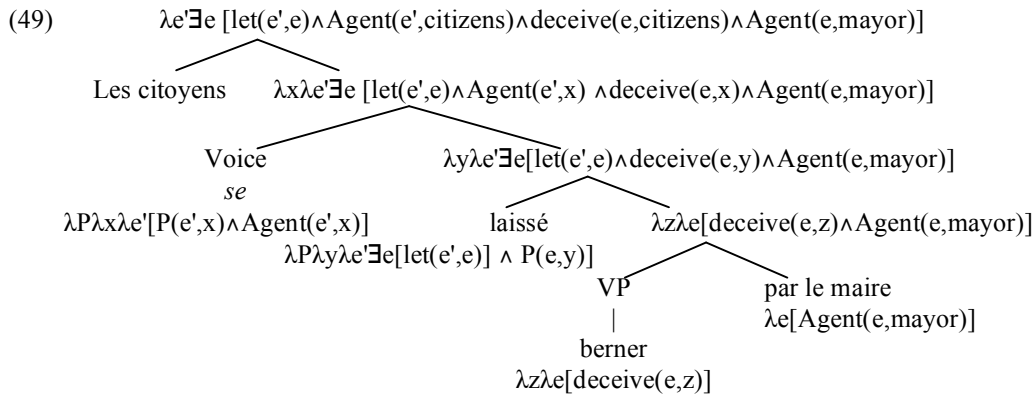 (49) λe'∃e [let(e',e)∧Agent(e',citizens)∧deceive(e,citizens)∧Agent(e,mayor)]
Les citoyens λxλe'∃e [let(e',e)∧Agent(e',x) ∧deceive(e,x)∧Agent(e,mayor)]
Voice λyλe'∃e[let(e',e)∧deceive(e,y)∧Agent(e,mayor)]
se
λPλxλe'[P(e',x)∧Agent(e',x)] laissé λzλe[deceive(e,z)∧Agent(e,mayor)]
λPλyλe'∃e[let(e',e)] ∧ P(e,y)]
VP par le maire
λe[Agent(e,mayor)]
berner
λzλe[deceive(e,z)]